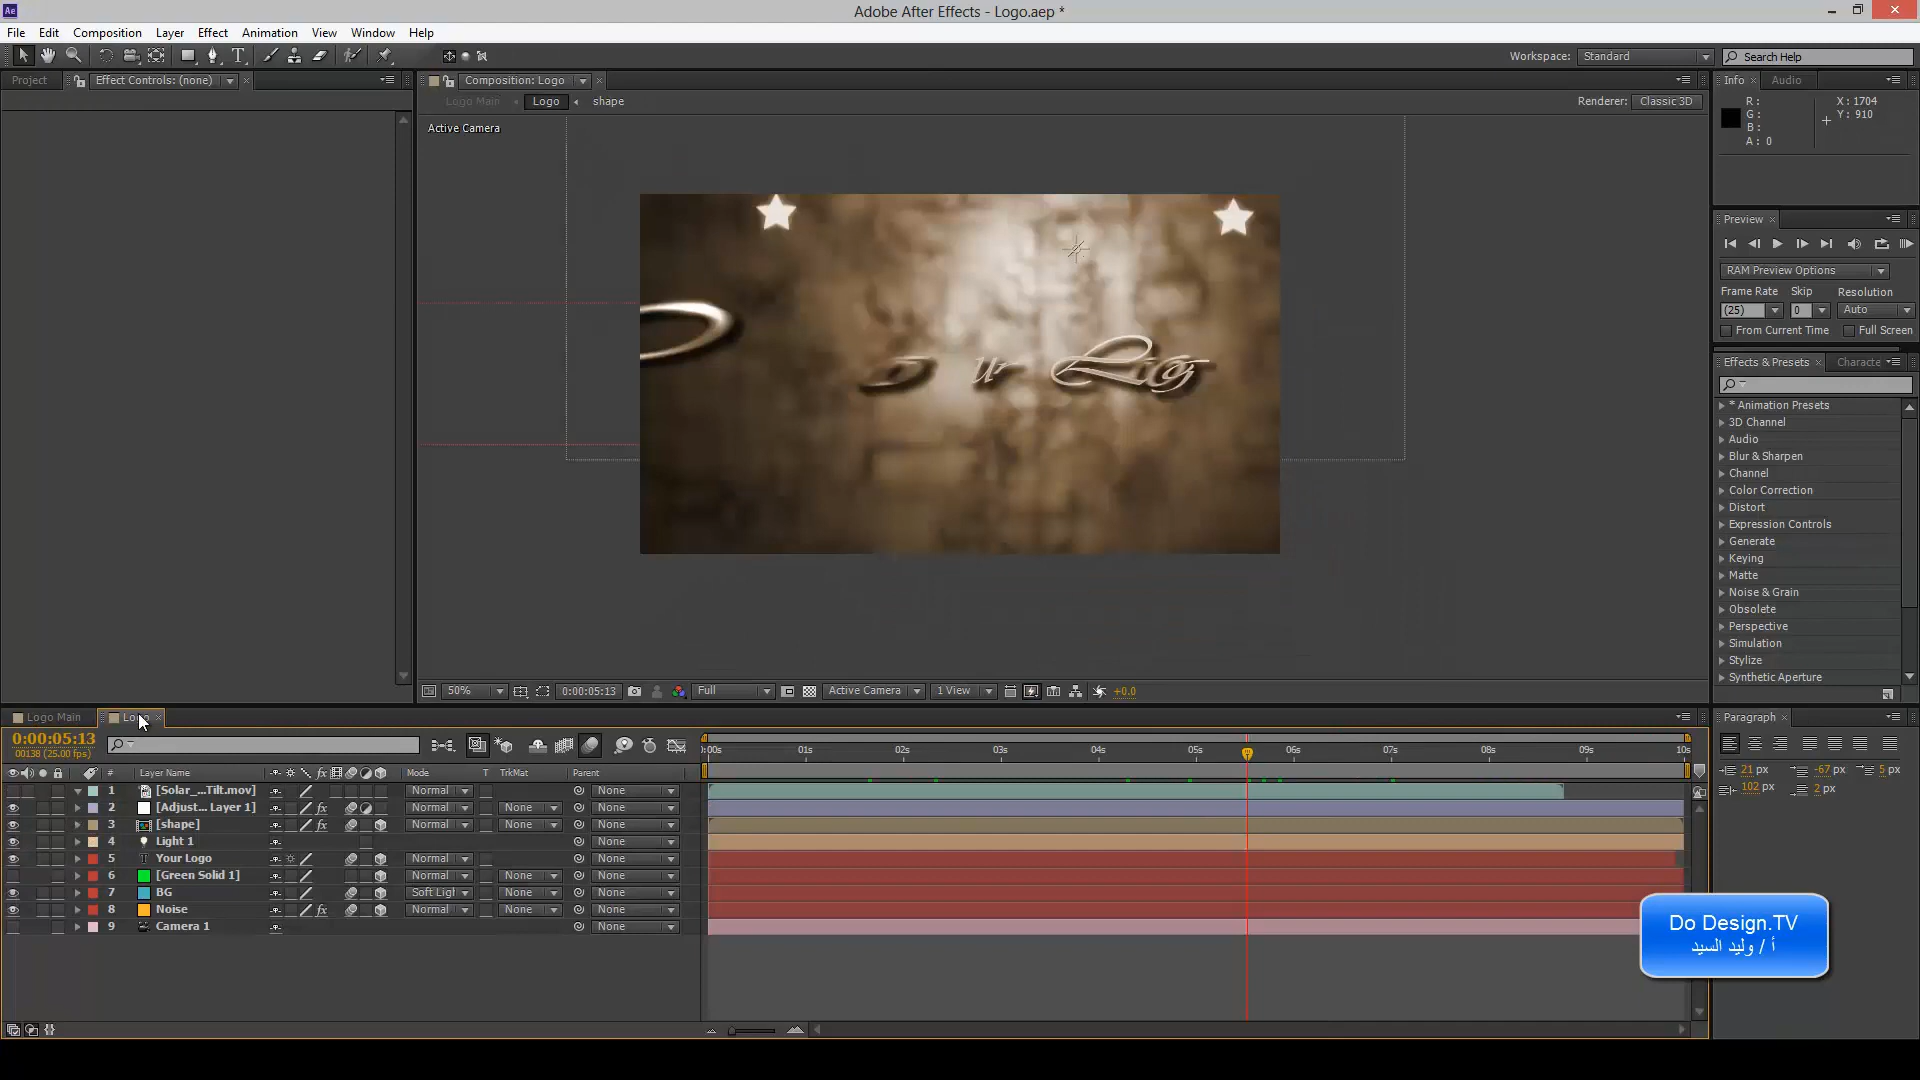 Adobe After Effects - Logo.aep *
File Edit Composition Layer Effect Animation View Window Help
Workspace: Standard
Search Help
Project
Effect Controls: (none)
Composition: Logo
Logo Main Logo shape
Renderer: Classic 3D
Active Camera
Info Audio
R:
G:
B:
A: 0
X: 1704
Y: 910
Preview
RAM Preview Options
Frame Rate Skip Resolution
(25) 0 Auto
From Current Time Full Screen
Effects & Presets Characte
* Animation Presets
3D Channel
Audio
Blur & Sharpen
Channel
Color Correction
Distort
Expression Controls
Generate
Keying
Matte
Noise & Grain
Obsolete
Perspective
Simulation
Stylize
Synthetic Aperture
50% 0:00:05:13 Full Active Camera 1 View +0.0
Logo Main Logo
0:00:05:13
00138 (25.00 fps)
# Layer Name Mode T TrkMat Parent
1 [Solar_...Tilt.mov] Normal None
2 [Adjust... Layer 1] Normal None None
3 [shape] Normal None None
4 Light 1 None
5 Your Logo Normal None
6 [Green Solid 1] Normal None None
7 BG Soft Ligh None None
8 Noise Normal None None
9 Camera 1 None
:00s 01s 02s 03s 04s 05s 06s 07s 08s 09s 10s
Paragraph
21 px -67 px 5 px
102 px 2 px
Do Design.TV
أ / وليد السيد